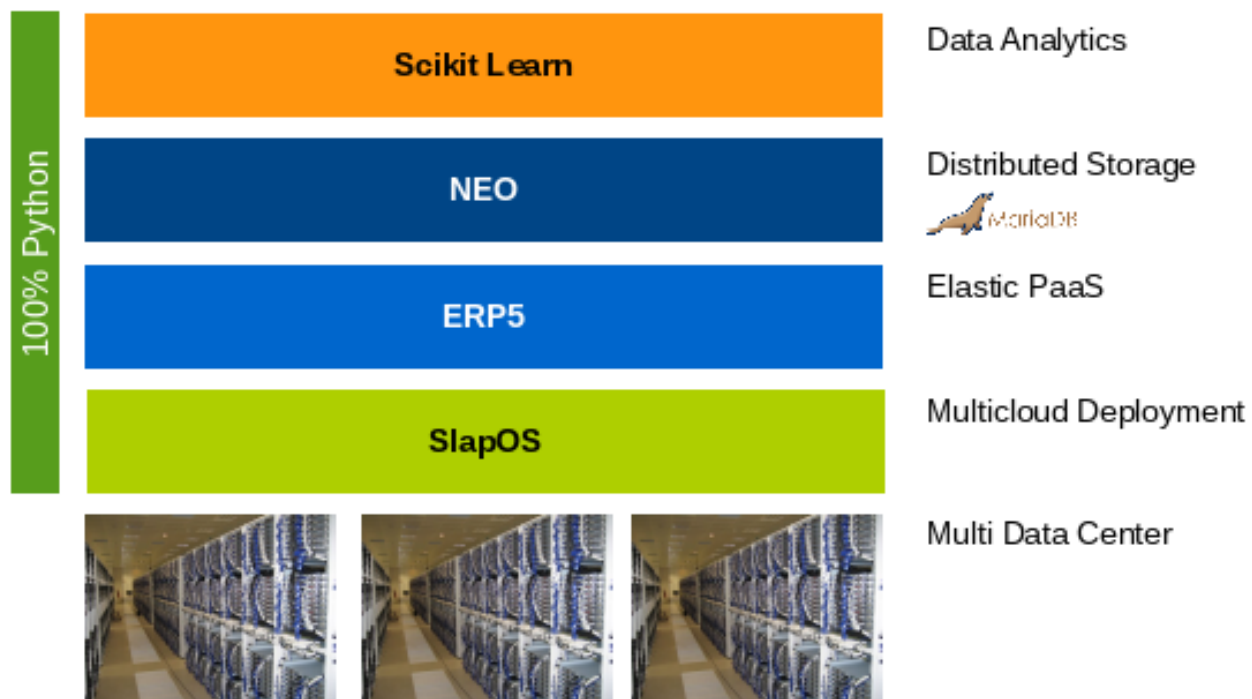 100% Python
Scikit Learn
Data Analytics
NEO
Distributed Storage
MariaDB
ERP5
Elastic PaaS
SlapOS
Multicloud Deployment
Multi Data Center